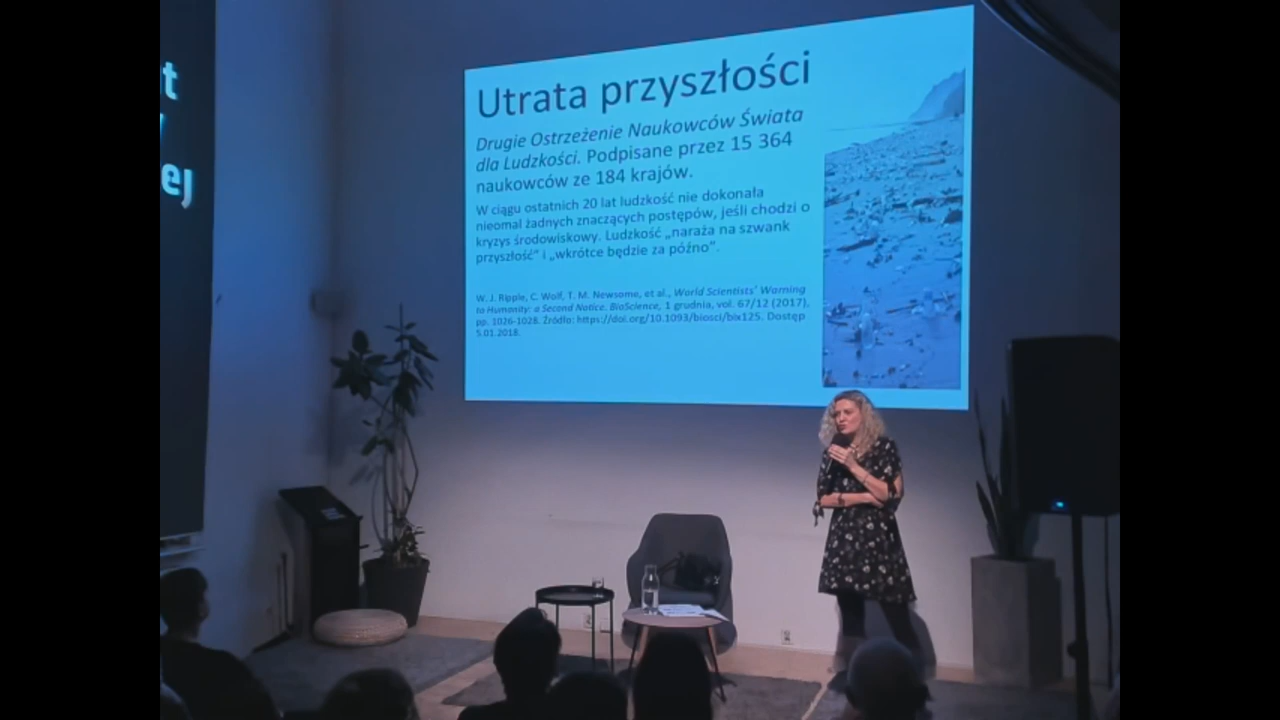 t
ej
Utrata przyszłości
Drugie Ostrzeżenie Naukowców Świata
dla Ludzkości. Podpisane przez 15 364
naukowców ze 184 krajów.
W ciągu ostatnich 20 lat ludzkość nie dokonała
nieomal żadnych znaczących postępów, jeśli chodzi o
kryzys środowiskowy. Ludzkość „naraża na szwank
przyszłość" i „wkrótce będzie za późno".
W. J. Ripple, C. Wolf, T. M. Newsome, et al., World Scientists' Warning
to Humanity: a Second Notice. BioScience, 1 grudnia, vol. 67/12 (2017),
pp. 1026-1028. Źródło: https://doi.org/10.1093/biosci/bix125. Dostęp
5.01.2018.